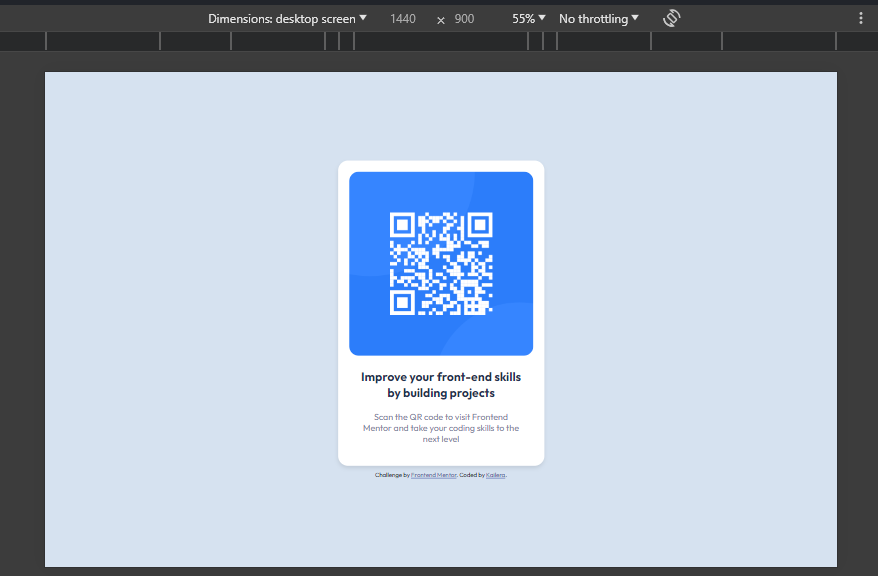 Dimensions: desktop screen 1440 × 900 55% No throttling
Improve your front-end skills
by building projects
Scan the QR code to visit Frontend
Mentor and take your coding skills to the
next level
Challenge by Frontend Mentor. Coded by